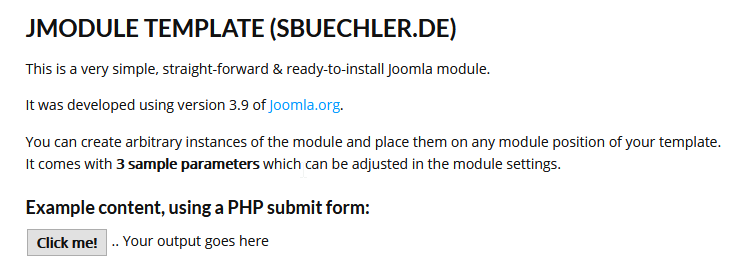 JMODULE TEMPLATE (SBUECHLER.DE)
This is a very simple, straight-forward & ready-to-install Joomla module.
It was developed using version 3.9 of Joomla.org.
You can create arbitrary instances of the module and place them on any module position of your template.
It comes with 3 sample parameters which can be adjusted in the module settings.
Example content, using a PHP submit form:
Click me! .. Your output goes here